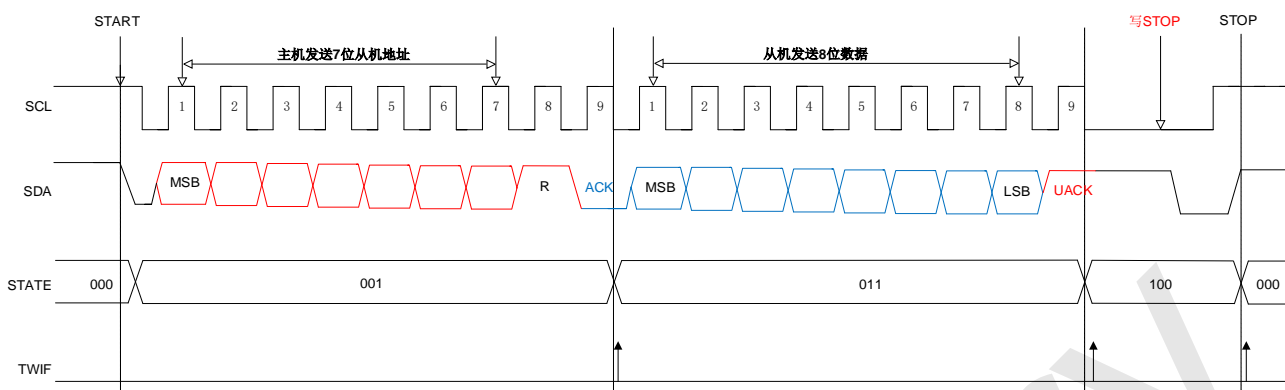 START
写STOP
STOP
主机发送7位从机地址
从机发送8位数据
SCL
1 2 3 4 5 6 7 8 9 1 2 3 4 5 6 7 8 9
SDA
MSB R ACK MSB LSB UACK
STATE
000 001 011 100 000
TWIF